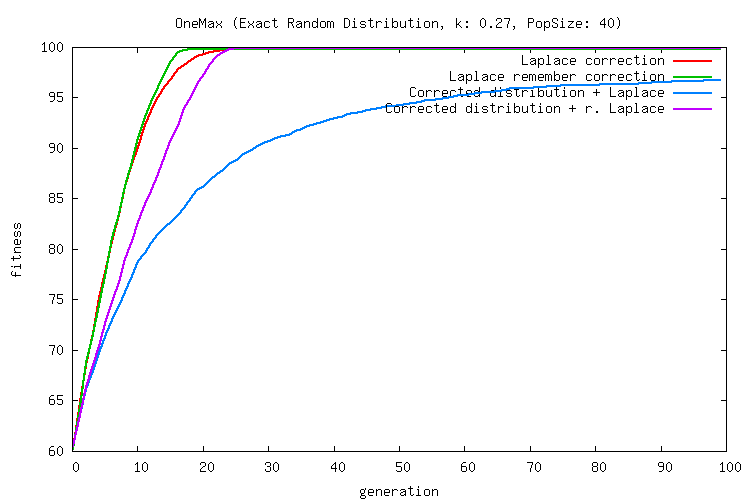 OneMax (Exact Random Distribution, k: 0.27, PopSize: 40)
100
95
90
85
80
75
70
65
60
fitness
Laplace correction
Laplace remember correction
Corrected distribution + Laplace
Corrected distribution + r. Laplace
0 10 20 30 40 50 60 70 80 90 100
generation